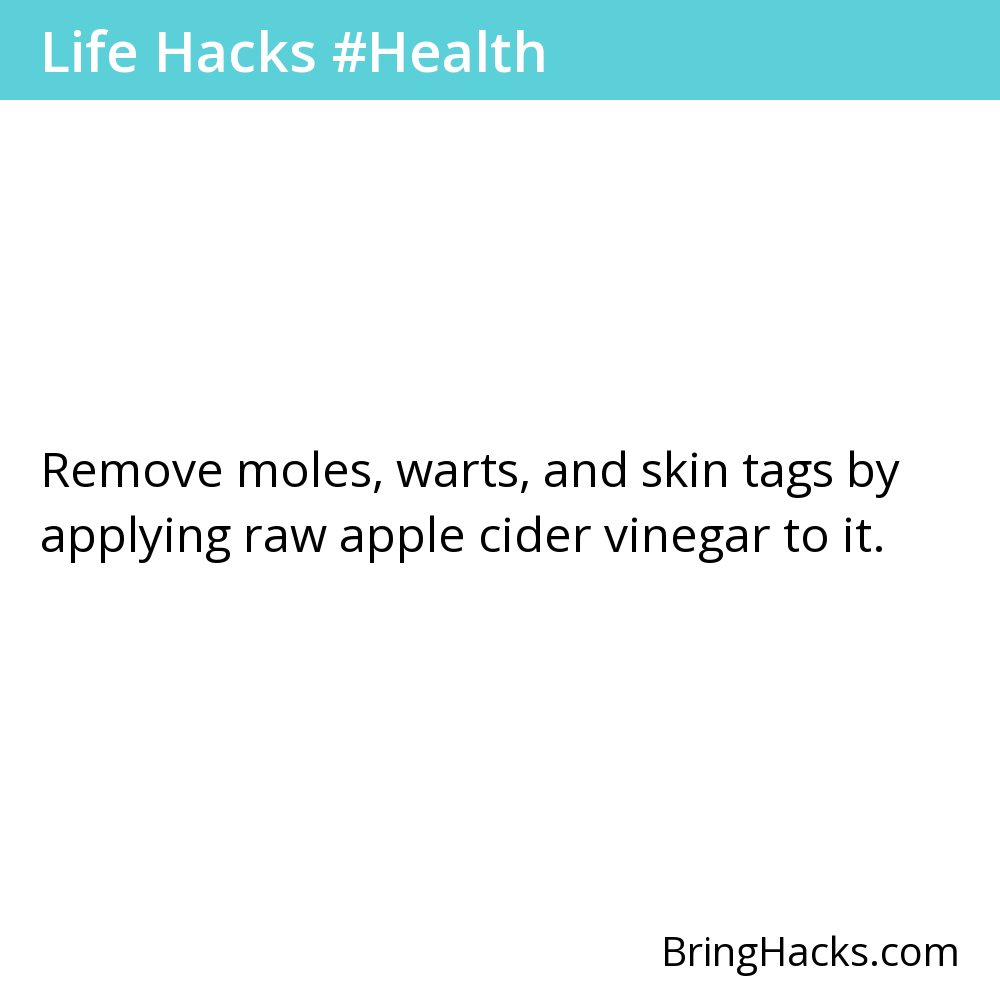 Life Hacks #Health
Remove moles, warts, and skin tags by
applying raw apple cider vinegar to it.
BringHacks.com